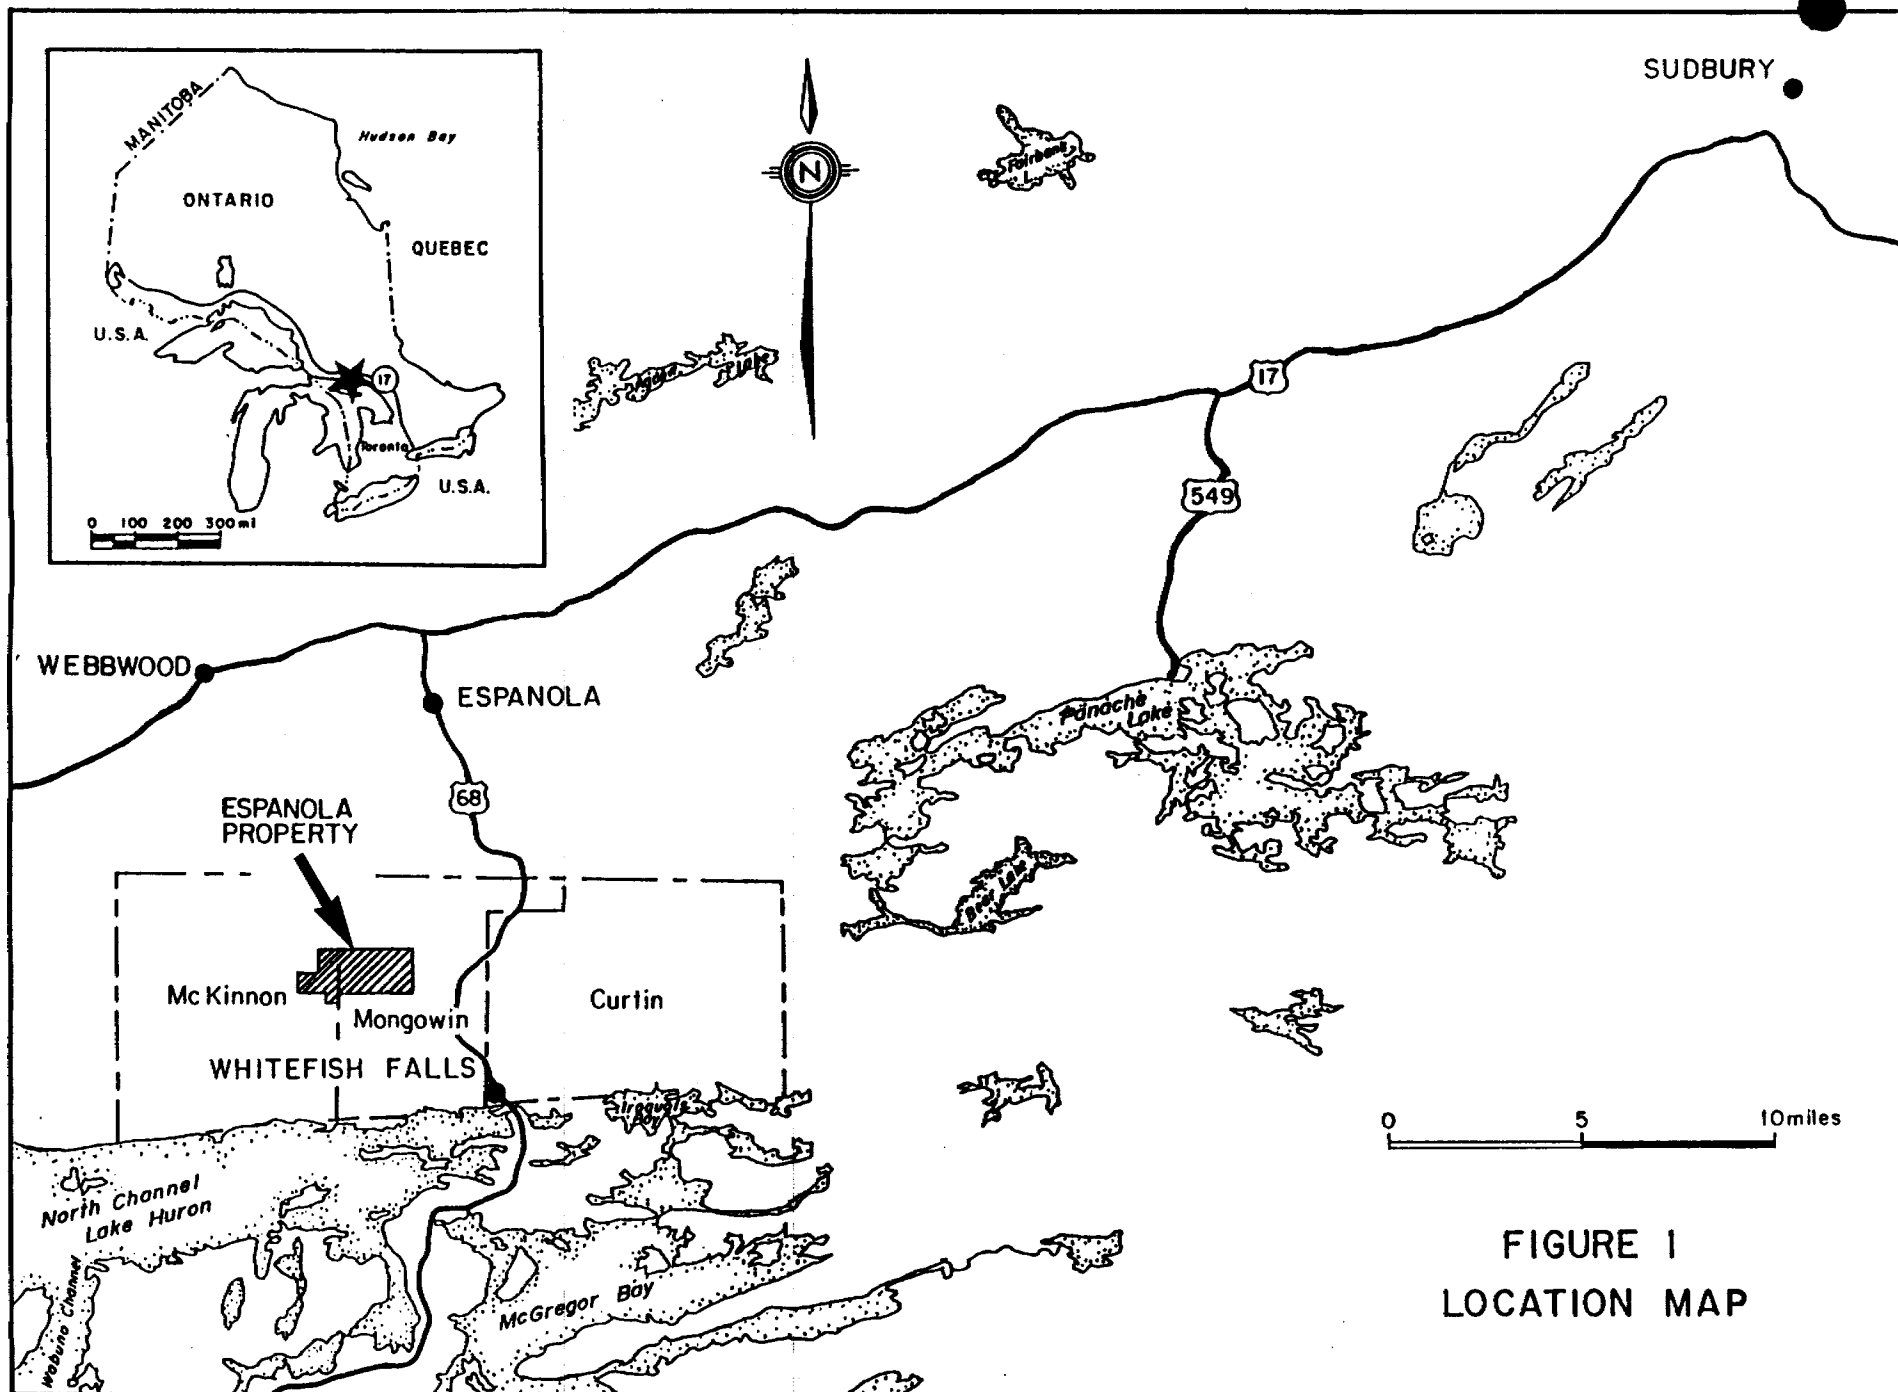 SUDBURY
MANITOBA
Hudson Bay
ONTARIO
QUEBEC
U.S.A.
17
Toronto
U.S.A.
0 100 200 300 mi
N
Fairbank
L.
Agnew Lake
17
549
WEBBWOOD
ESPANOLA
68
Panache
Lake
ESPANOLA
PROPERTY
Bear Lake
McKinnon
Mongowin
Curtin
WHITEFISH FALLS
Iroquois
Bay
0 5 10 miles
North Channel
Lake Huron
McGregor Bay
Wabuno Channel
FIGURE 1
LOCATION MAP